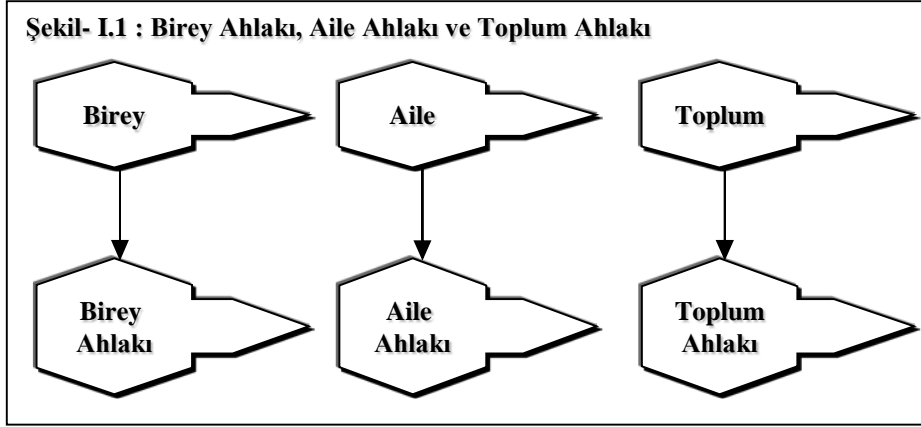 Şekil- I.1 : Birey Ahlakı, Aile Ahlakı ve Toplum Ahlakı
Birey
Aile
Toplum
Birey
Ahlakı
Aile
Ahlakı
Toplum
Ahlakı